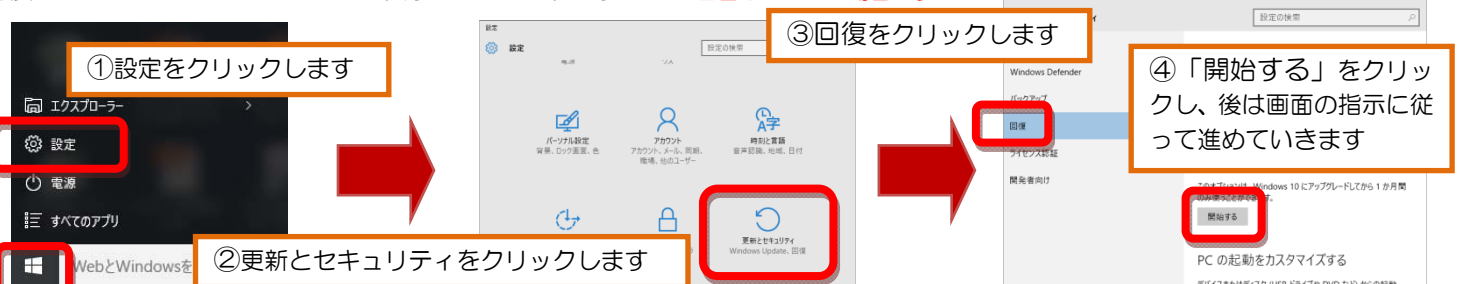 ①設定をクリックします
エクスプローラー
設定
電源
すべてのアプリ
WebとWindowsを
②更新とセキュリティをクリックします
設定
設定
設定の検索
パーソナル設定
背景、ロック画面、色
アカウント
アカウント、メール、同期、
職場、他のユーザー
時刻と言語
音声認識、地域、日付
更新とセキュリティ
Windows Update、回復
③回復をクリックします
設定の検索
Windows Defender
バックアップ
回復
ライセンス認証
開発者向け
④「開始する」をクリッ
クし、後は画面の指示に従
って進めていきます
このオプションは、Windows 10 にアップグレードしてから 1 か月間
のみ使うことができます。
開始する
PC の起動をカスタマイズする